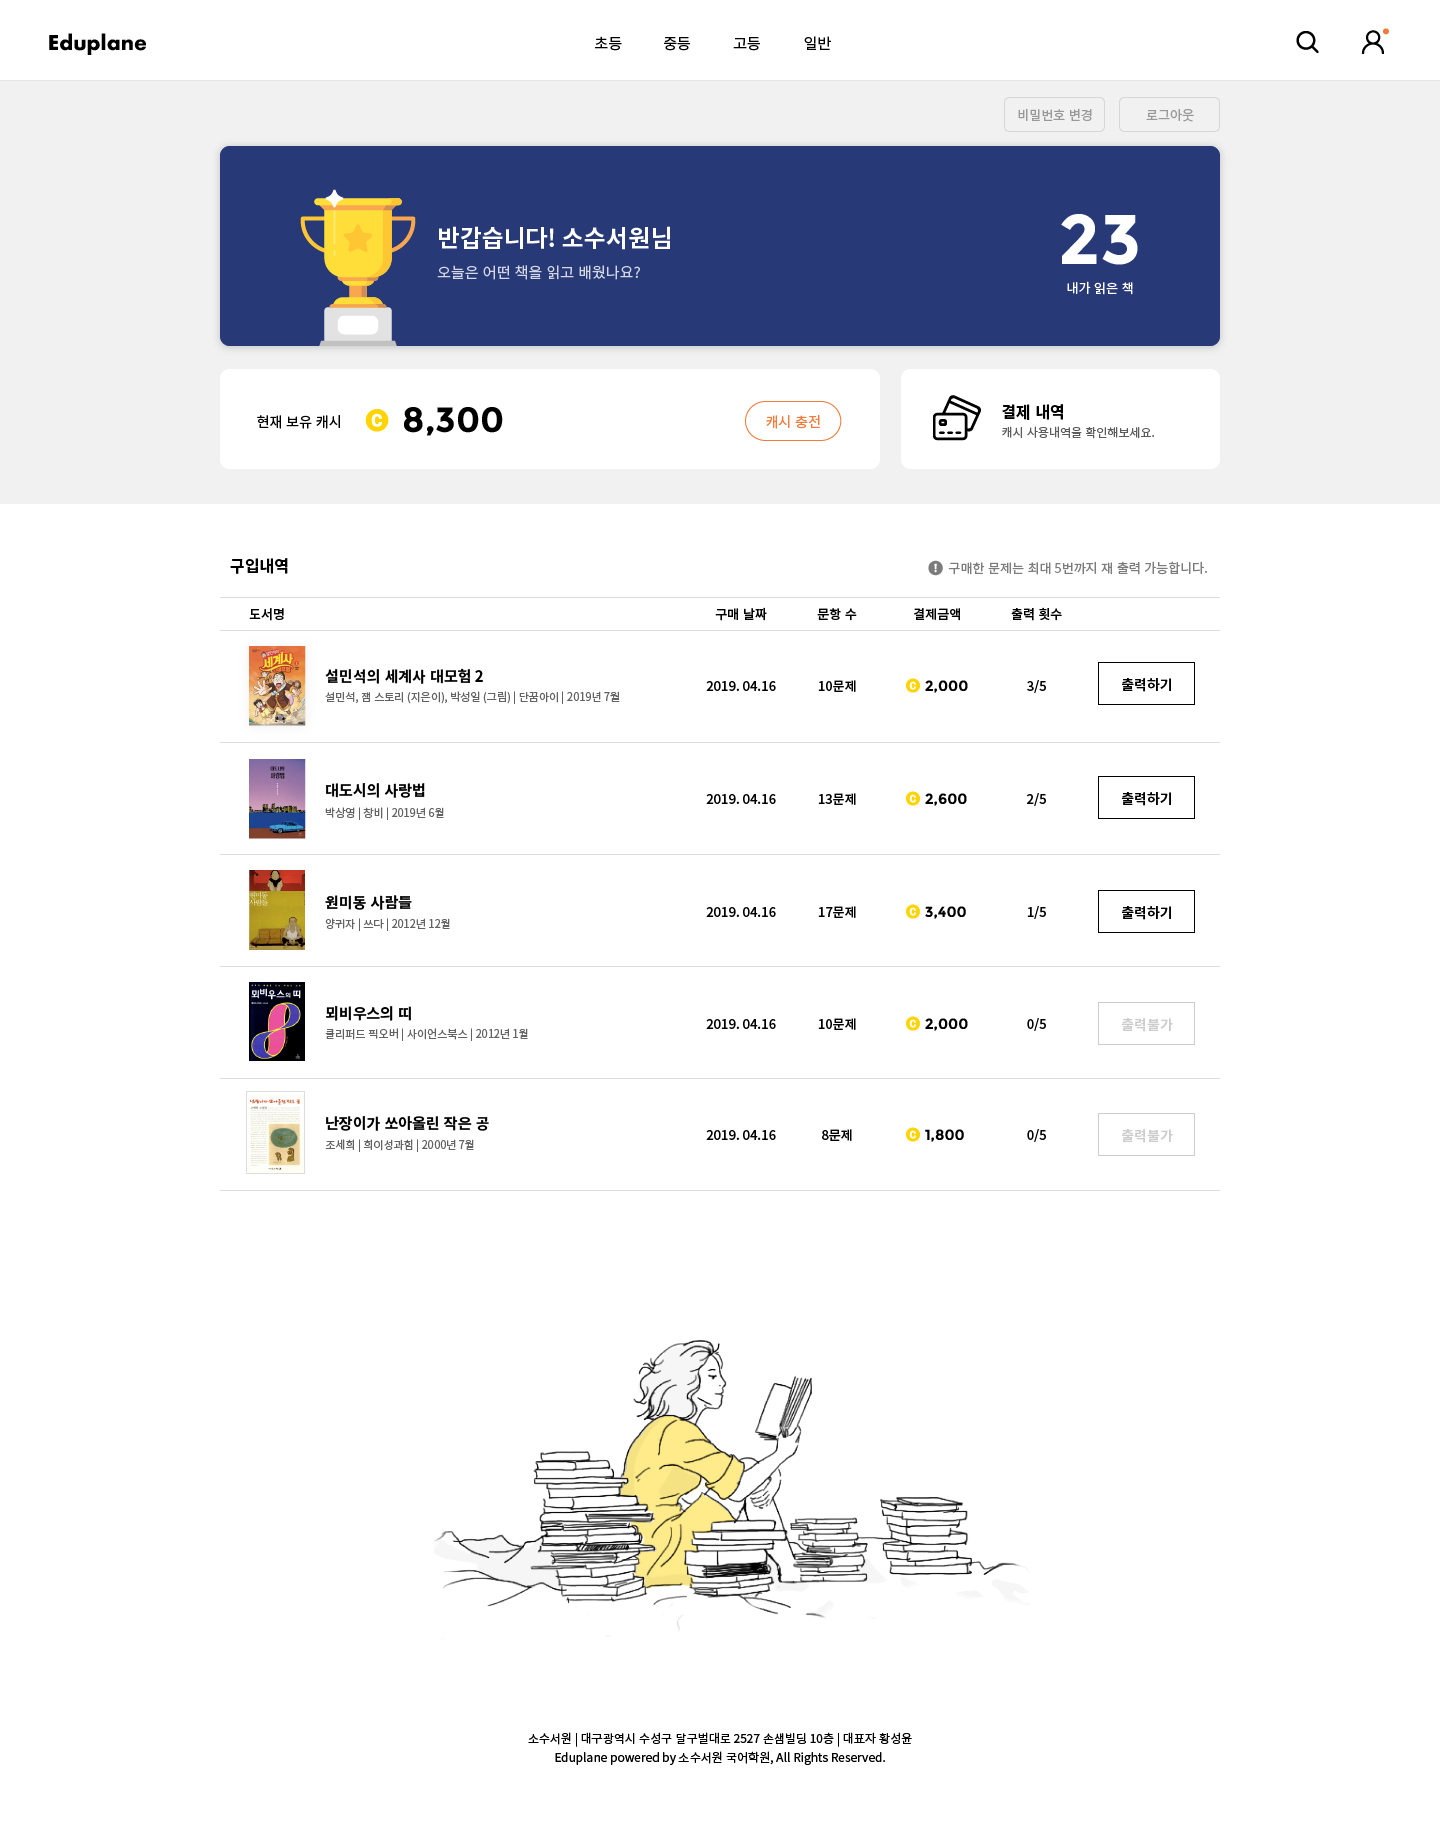 Eduplane
초등 중등 고등 일반
비밀번호 변경 로그아웃
반갑습니다! 소수서원님
오늘은 어떤 책을 읽고 배웠나요?
23
내가 읽은 책
현재 보유 캐시 C 8,300 캐시 충전
결제 내역
캐시 사용내역을 확인해보세요.
구입내역
! 구매한 문제는 최대 5번까지 재 출력 가능합니다.
도서명 구매 날짜 문항 수 결제금액 출력 횟수
세계사
설민석의 세계사 대모험 2
설민석, 잼 스토리 (지은이), 박성일 (그림) | 단꿈아이 | 2019년 7월
2019. 04.16 10문제 C 2,000 3/5 출력하기
대도시의 사랑법
박상영 | 창비 | 2019년 6월
2019. 04.16 13문제 C 2,600 2/5 출력하기
원미동
사람들
원미동 사람들
양귀자 | 쓰다 | 2012년 12월
2019. 04.16 17문제 C 3,400 1/5 출력하기
뫼비우스의 띠
뫼비우스의 띠
클리퍼드 픽오버 | 사이언스북스 | 2012년 1월
2019. 04.16 10문제 C 2,000 0/5 출력불가
난장이가 쏘아올린 작은 공
조세희 | 희이성과힘 | 2000년 7월
2019. 04.16 8문제 C 1,800 0/5 출력불가
소수서원 | 대구광역시 수성구 달구벌대로 2527 손샘빌딩 10층 | 대표자 황성윤
Eduplane powered by 소수서원 국어학원, All Rights Reserved.